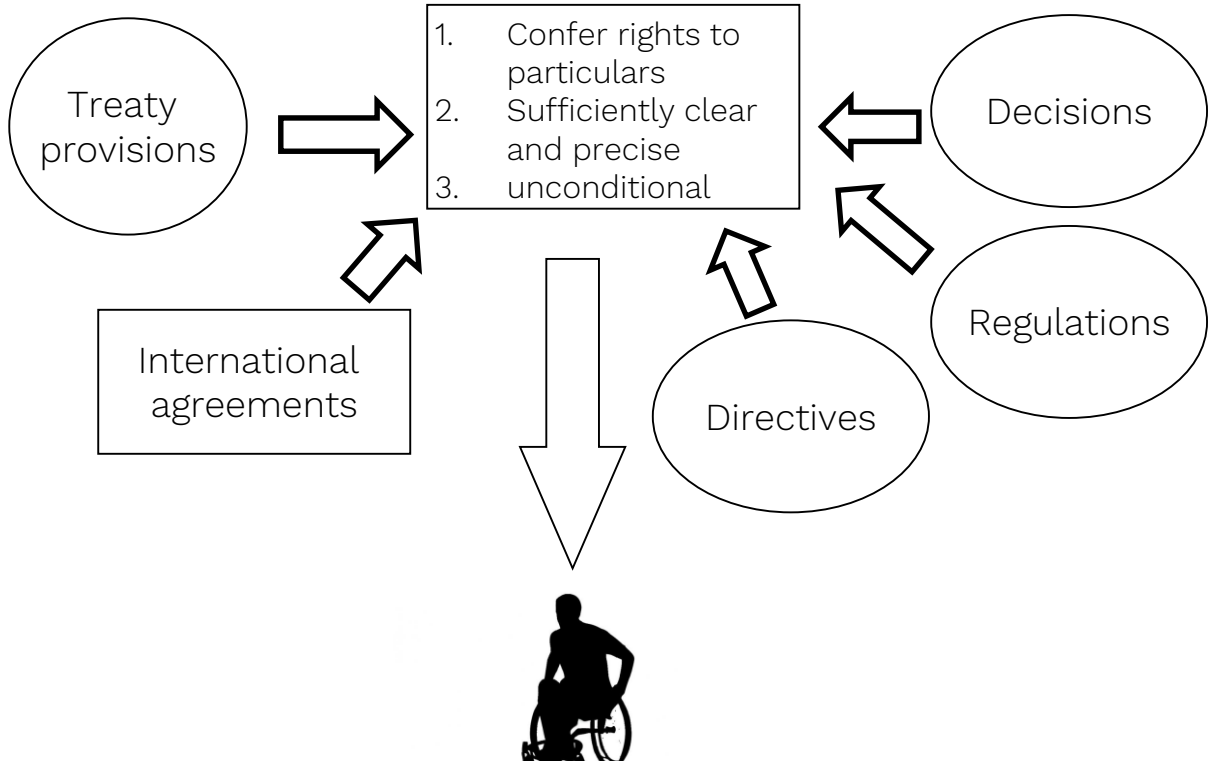 Treaty
provisions
1. Confer rights to
particulars
2. Sufficiently clear
and precise
3. unconditional
Decisions
International
agreements
Directives
Regulations